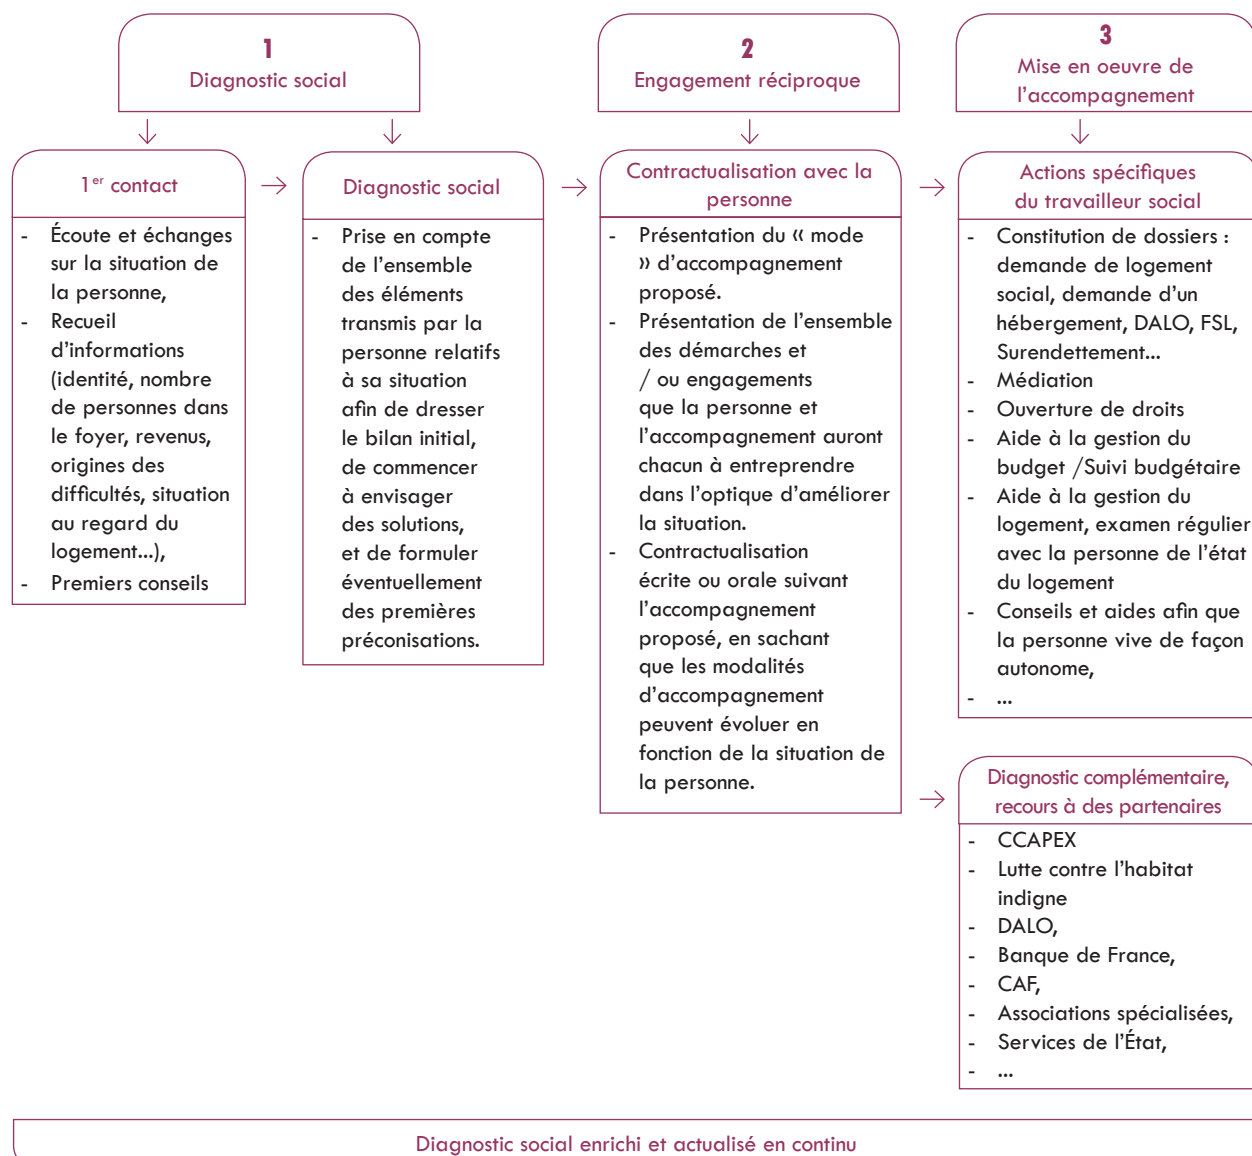 1
Diagnostic social
2
Engagement réciproque
3
Mise en oeuvre de
l'accompagnement
1er contact
- Écoute et échanges
sur la situation de
la personne,
- Recueil
d'informations
(identité, nombre
de personnes dans
le foyer, revenus,
origines des
difficultés, situation
au regard du
logement...),
- Premiers conseils
Diagnostic social
- Prise en compte
de l'ensemble
des éléments
transmis par la
personne relatifs
à sa situation
afin de dresser
le bilan initial,
de commencer
à envisager
des solutions,
et de formuler
éventuellement
des premières
préconisations.
Contractualisation avec la
personne
- Présentation du « mode
» d'accompagnement
proposé.
- Présentation de l'ensemble
des démarches et
/ ou engagements
que la personne et
l'accompagnement auront
chacun à entreprendre
dans l'optique d'améliorer
la situation.
- Contractualisation
écrite ou orale suivant
l'accompagnement
proposé, en sachant
que les modalités
d'accompagnement
peuvent évoluer en
fonction de la situation de
la personne.
Actions spécifiques
du travailleur social
- Constitution de dossiers :
demande de logement
social, demande d'un
hébergement, DALO, FSL,
Surendettement...
- Médiation
- Ouverture de droits
- Aide à la gestion du
budget /Suivi budgétaire
- Aide à la gestion du
logement, examen régulier
avec la personne de l'état
du logement
- Conseils et aides afin que
la personne vive de façon
autonome,
- ...
Diagnostic complémentaire,
recours à des partenaires
- CCAPEX
- Lutte contre l'habitat
indigne
- DALO,
- Banque de France,
- CAF,
- Associations spécialisées,
- Services de l'État,
- ...
Diagnostic social enrichi et actualisé en continu